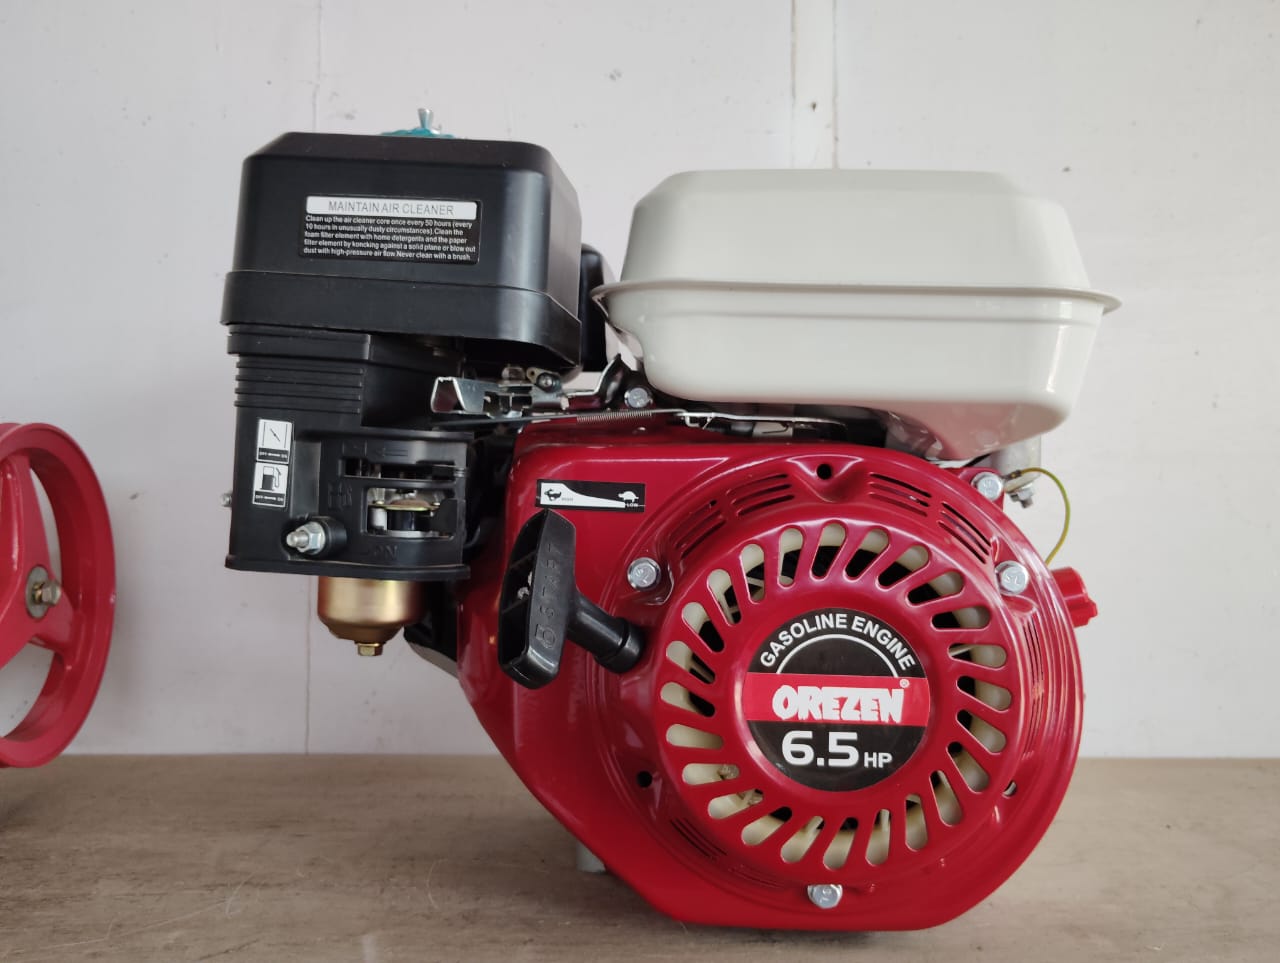 MAINTAIN AIR CLEANER
Clean up the air cleaner core once every 50 hours (every
10 hours in unusually dusty circumstances).Clean the
foam filter element with home detergents and the paper
filter element by koncking against a solid plane or blow out
dust with high-pressure air flow.Never clean with a brush.
HIGH
LOW
START
ON
GASOLINE ENGINE
OREZEN®
6.5 HP